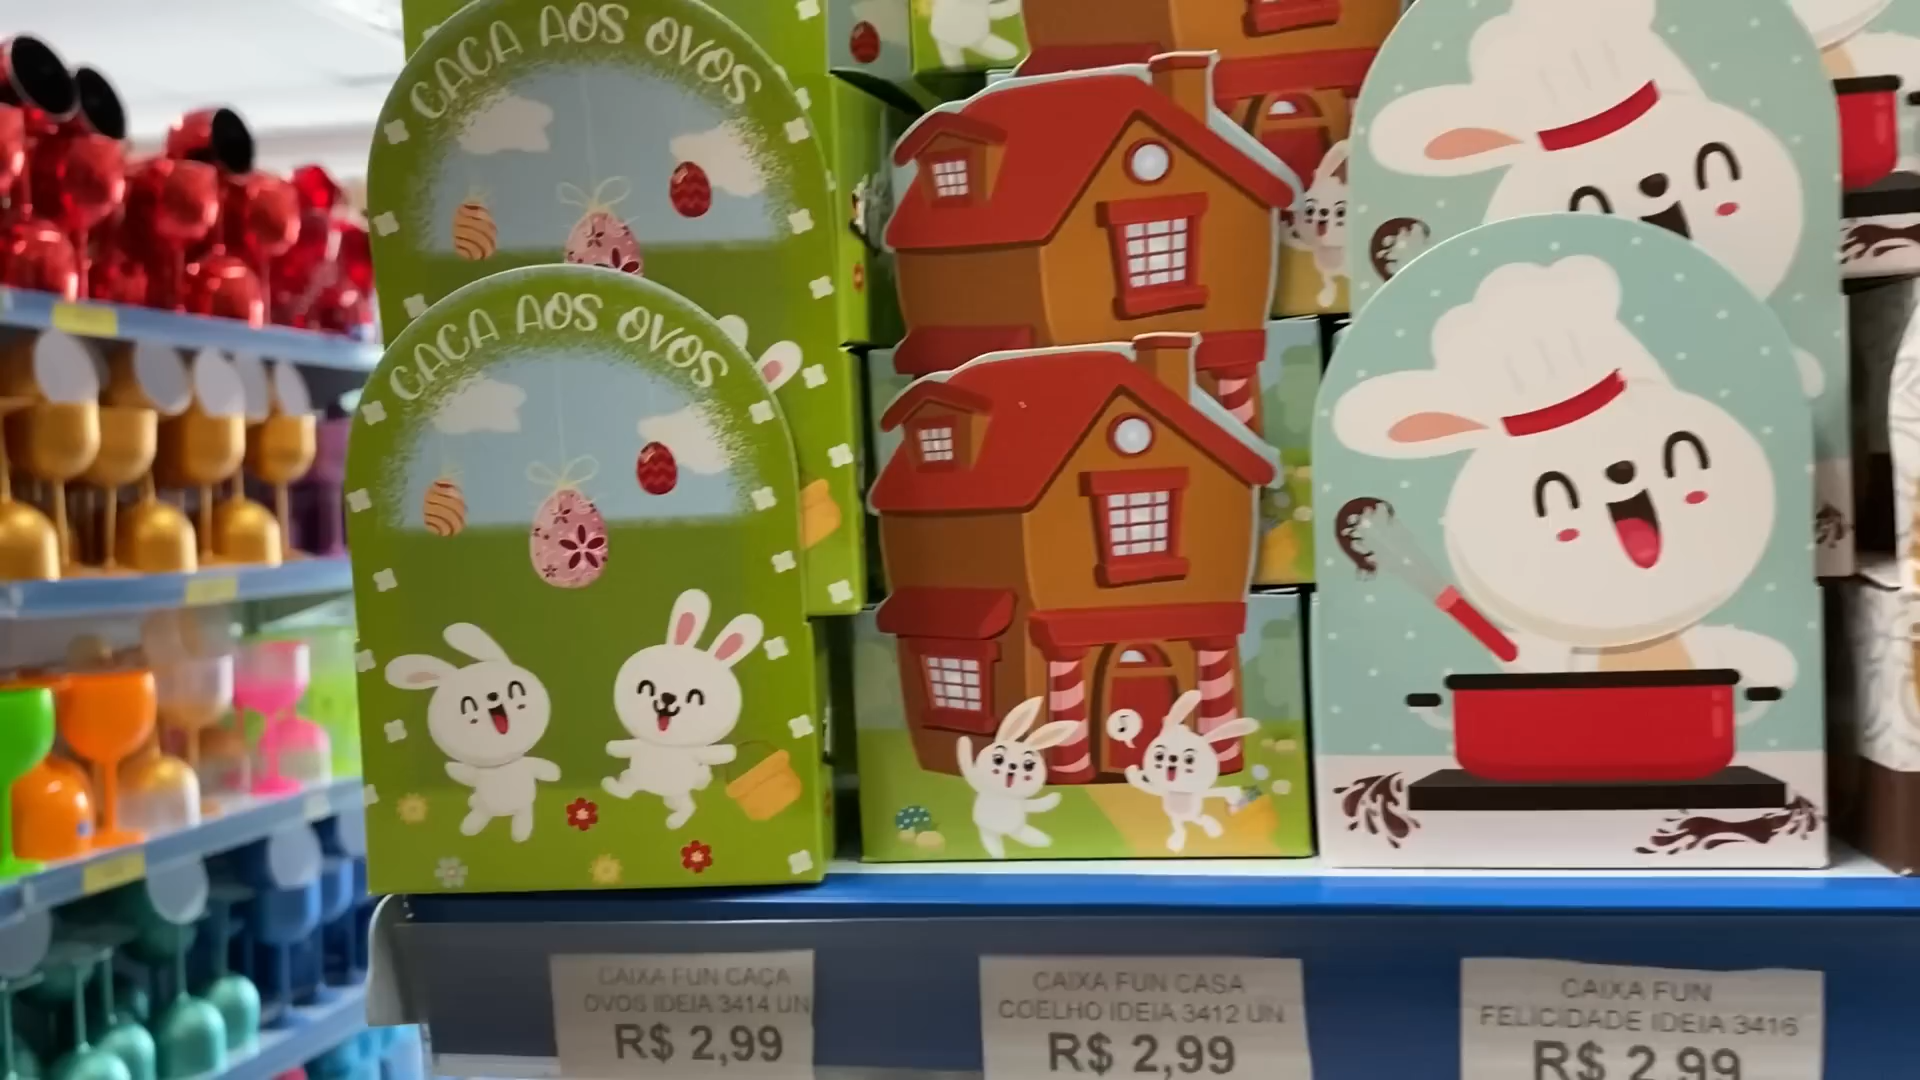 CAÇA AOS OVOS
CAÇA AOS OVOS
CAIXA FUN CAÇA
OVOS IDEIA 3414 UN
R$ 2,99
CAIXA FUN CASA
COELHO IDEIA 3412 UN
R$ 2,99
CAIXA FUN
FELICIDADE IDEIA 3416
R$ 2,99